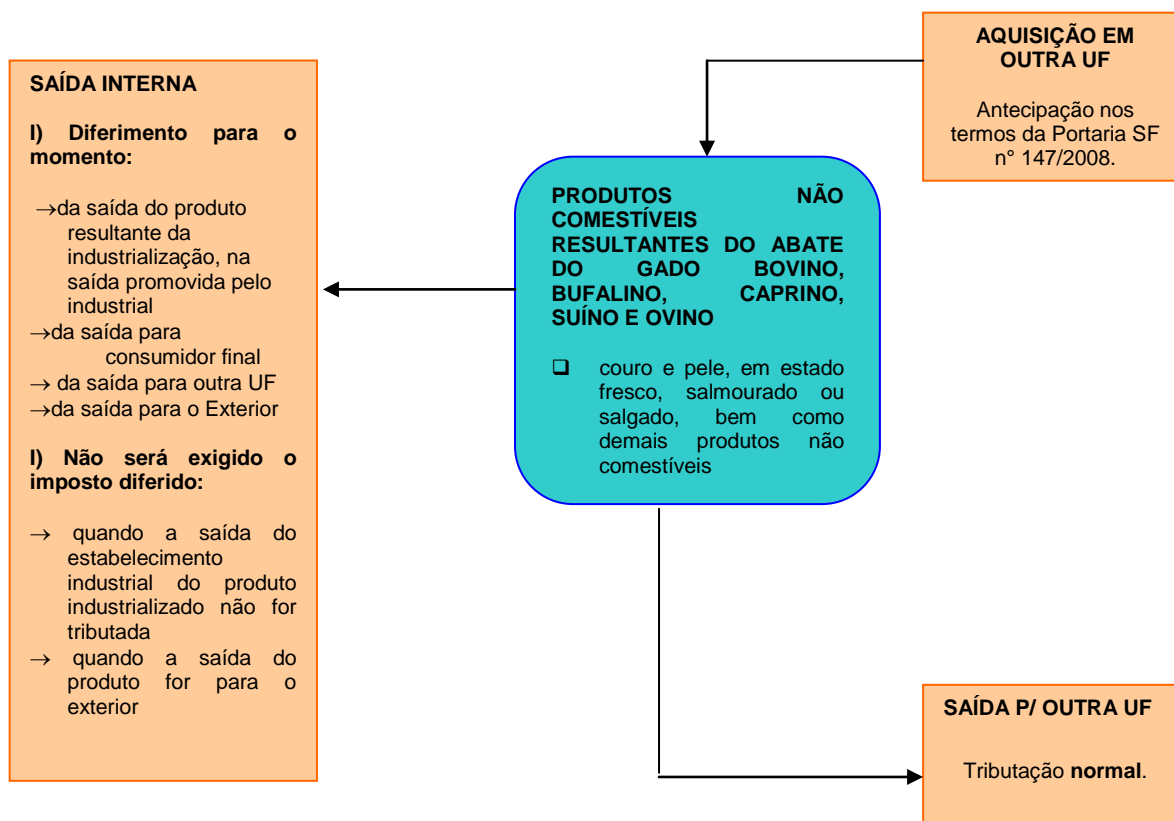 SAÍDA INTERNA
I) Diferimento para o
momento:
→da saída do produto
resultante da
industrialização, na
saída promovida pelo
industrial
→da saída para
consumidor final
→ da saída para outra UF
→da saída para o Exterior
I) Não será exigido o
imposto diferido:
→ quando a saída do
estabelecimento
industrial do produto
industrializado não for
tributada
→ quando a saída do
produto for para o
exterior
PRODUTOS NÃO
COMESTÍVEIS
RESULTANTES DO ABATE
DO GADO BOVINO,
BUFALINO, CAPRINO,
SUÍNO E OVINO
❑ couro e pele, em estado
fresco, salmourado ou
salgado, bem como
demais produtos não
comestíveis
AQUISIÇÃO EM
OUTRA UF
Antecipação nos
termos da Portaria SF
n° 147/2008.
SAÍDA P/ OUTRA UF
Tributação normal.